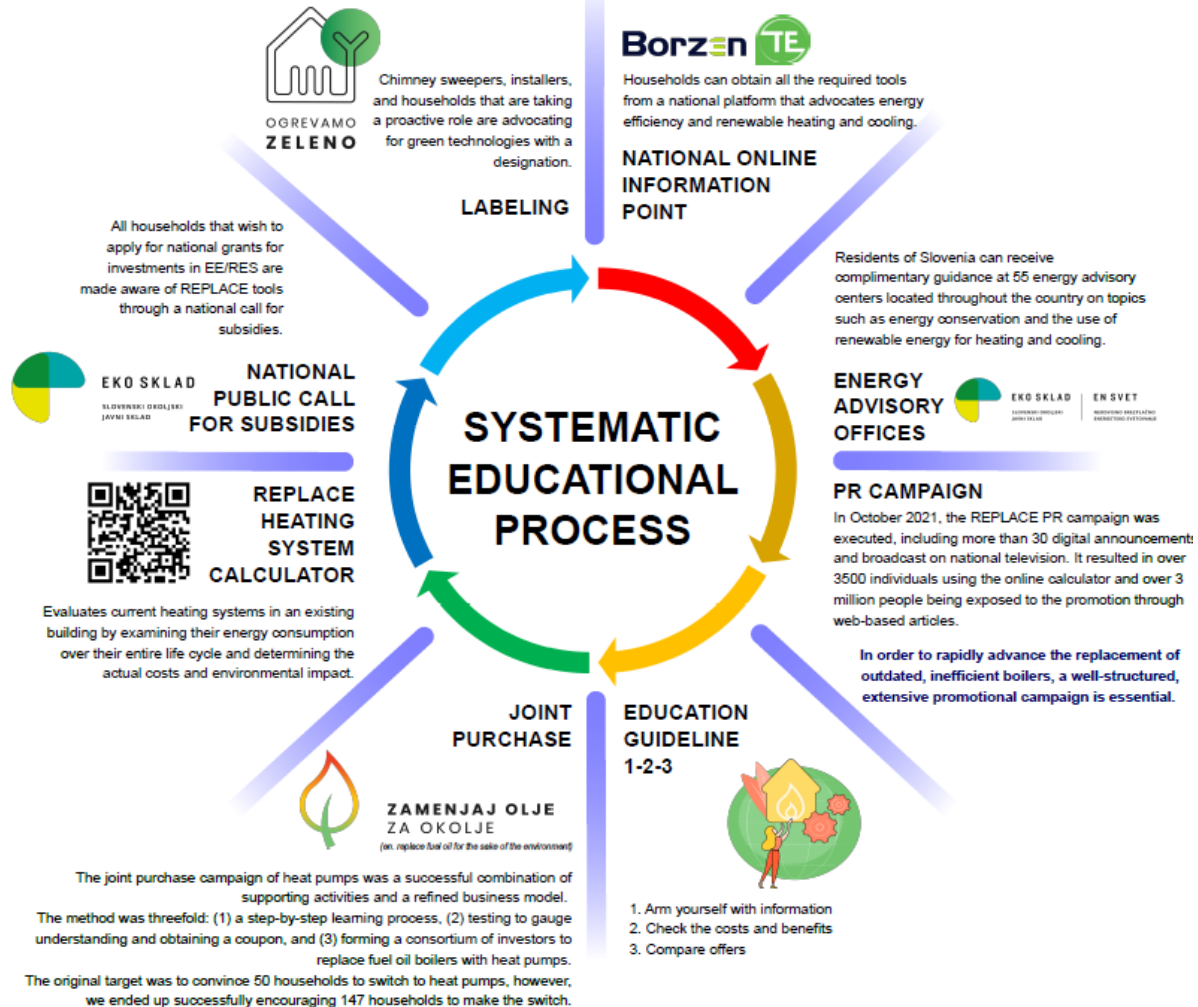 OGREVAMO
ZELENO
Chimney sweepers, installers,
and households that are taking
a proactive role are advocating
for green technologies with a
designation.
LABELING
Borzen TE
Households can obtain all the required tools
from a national platform that advocates energy
efficiency and renewable heating and cooling.
NATIONAL ONLINE
INFORMATION
POINT
All households that wish to
apply for national grants for
investments in EE/RES are
made aware of REPLACE tools
through a national call for
subsidies.
EKO SKLAD
SLOVENSKI OKOLJSKI
JAVNI SKLAD
NATIONAL
PUBLIC CALL
FOR SUBSIDIES
Residents of Slovenia can receive
complimentary guidance at 55 energy advisory
centers located throughout the country on topics
such as energy conservation and the use of
renewable energy for heating and cooling.
ENERGY
ADVISORY
OFFICES
EKO SKLAD
SLOVENSKI OKOLJSKI
JAVNI SKLAD
ENSVET
SYSTEMATIC
EDUCATIONAL
PROCESS
REPLACE
HEATING
SYSTEM
CALCULATOR
Evaluates current heating systems in an existing
building by examining their energy consumption
over their entire life cycle and determining the
actual costs and environmental impact.
PR CAMPAIGN
In October 2021, the REPLACE PR campaign was
executed, including more than 30 digital announcements
and broadcast on national television. It resulted in over
3500 individuals using the online calculator and over 3
million people being exposed to the promotion through
web-based articles.
In order to rapidly advance the replacement of
outdated, inefficient boilers, a well-structured,
extensive promotional campaign is essential.
JOINT
PURCHASE
ZAMENJAJ OLJE
ZA OKOLJE
(en. replace fuel oil for the sake of the environment)
The joint purchase campaign of heat pumps was a successful combination of
supporting activities and a refined business model.
The method was threefold: (1) a step-by-step learning process, (2) testing to gauge
understanding and obtaining a coupon, and (3) forming a consortium of investors to
replace fuel oil boilers with heat pumps.
The original target was to convince 50 households to switch to heat pumps, however,
we ended up successfully encouraging 147 households to make the switch.
EDUCATION
GUIDELINE
1-2-3
1. Arm yourself with information
2. Check the costs and benefits
3. Compare offers